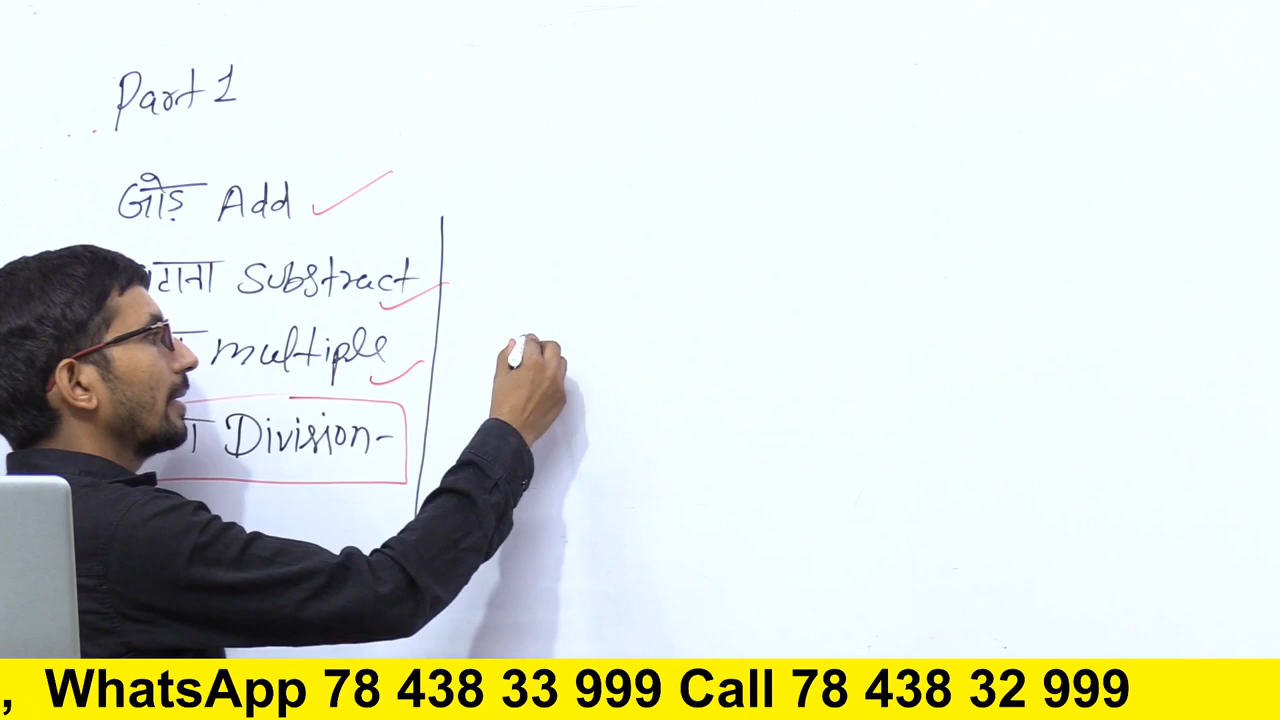 Part 1
जोड़ Add
टाना Substract
multiple
Division-
, WhatsApp 78 438 33 999 Call 78 438 32 999